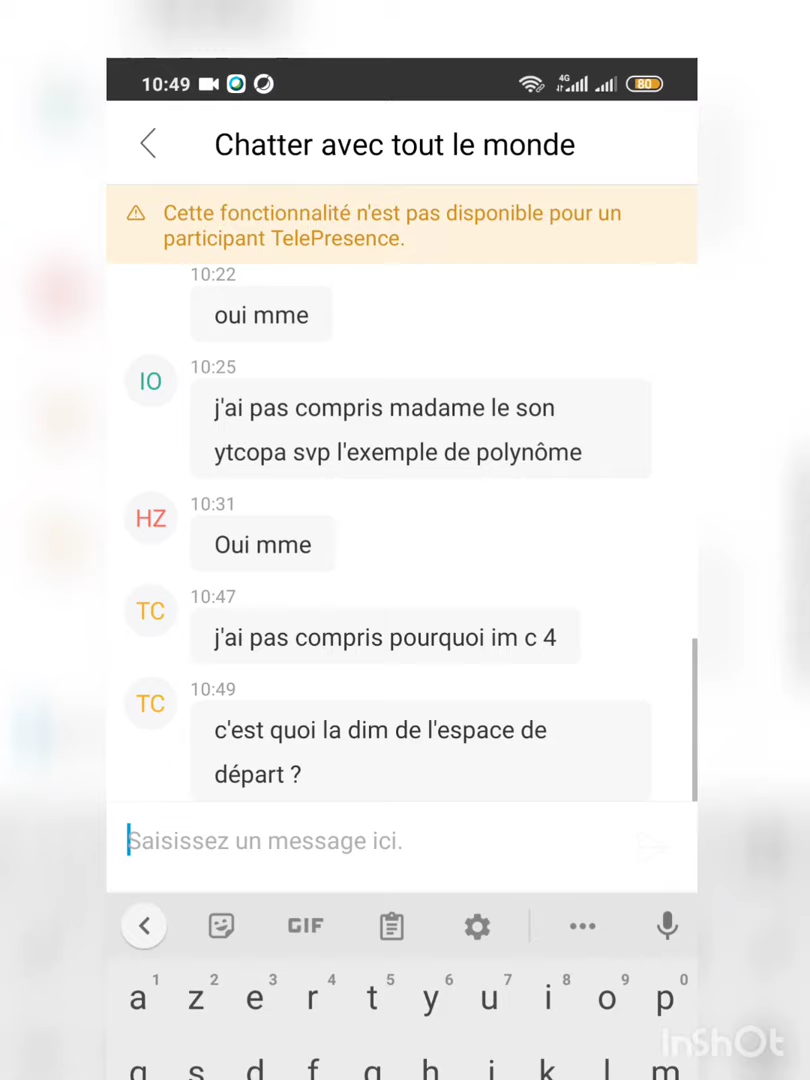 10:49 4G 80
Chatter avec tout le monde
Cette fonctionnalité n'est pas disponible pour un
participant TelePresence.
10:22
oui mme
10:25
IO
j'ai pas compris madame le son
ytcopa svp l'exemple de polynôme
10:31
HZ
Oui mme
10:47
TC
j'ai pas compris pourquoi im c 4
10:49
TC
c'est quoi la dim de l'espace de
départ ?
Saisissez un message ici.
GIF
1 2 3 4 5 6 7 8 9 0
a z e r t y u i o p
q s d f g h j k l m
InShOt